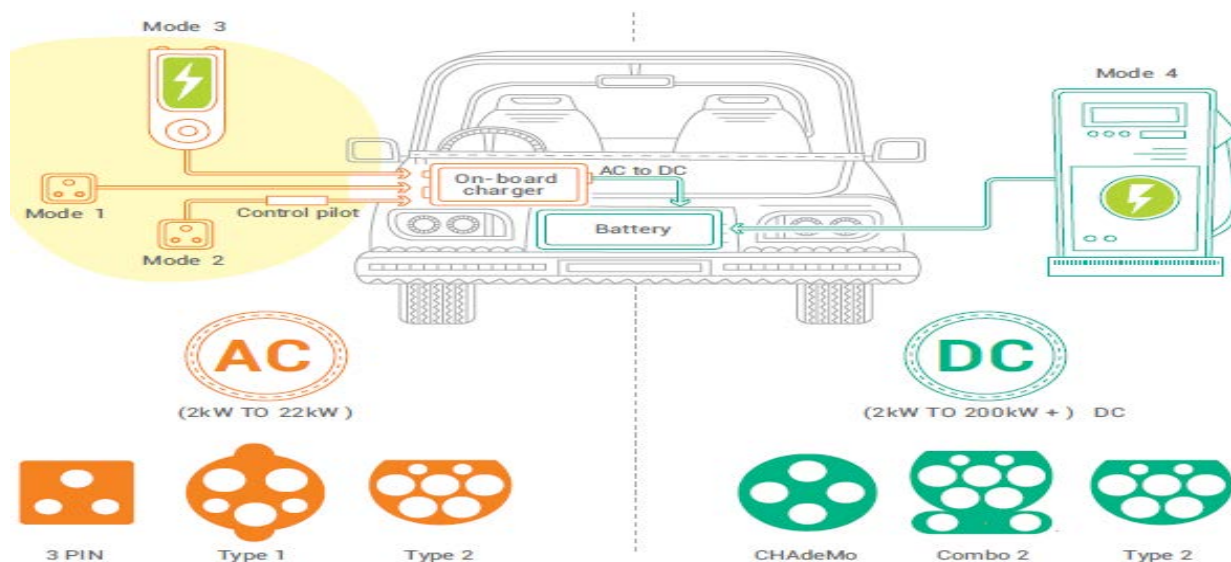 Mode 3
Mode 4
On-board
charger
AC to DC
Mode 1
Control pilot
Battery
Mode 2
AC
DC
(2kW TO 22kW )
(2kW TO 200kW + ) DC
3 PIN
Type 1
Type 2
CHAdeMo
Combo 2
Type 2